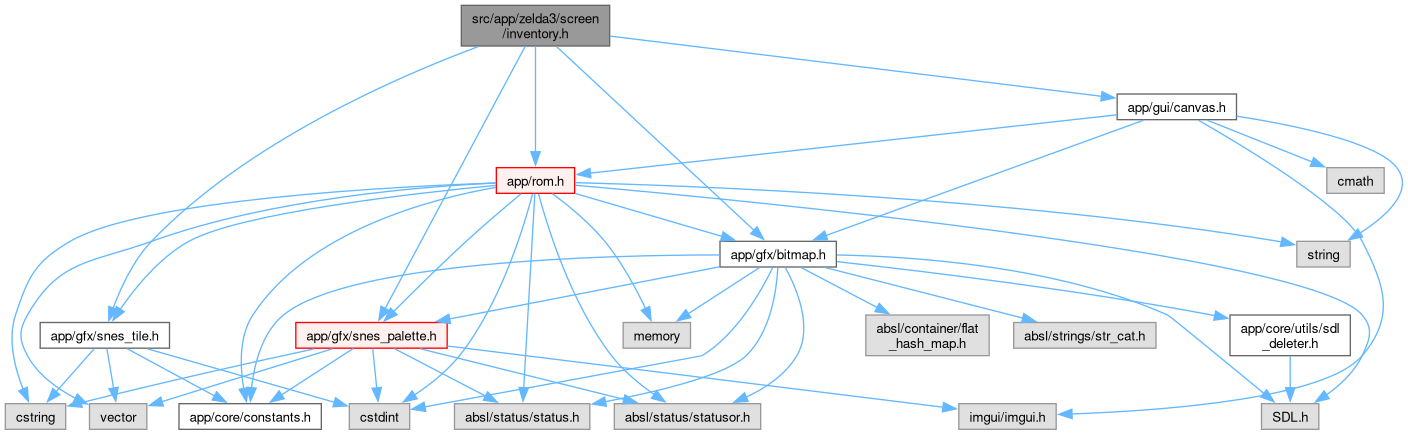 src/app/zelda3/screen
/inventory.h
app/gui/canvas.h
app/rom.h
cmath
app/gfx/bitmap.h
string
app/gfx/snes_tile.h
app/gfx/snes_palette.h
memory
absl/container/flat
_hash_map.h
absl/strings/str_cat.h
app/core/utils/sdl
_deleter.h
cstring
vector
app/core/constants.h
cstdint
absl/status/status.h
absl/status/statusor.h
imgui/imgui.h
SDL.h